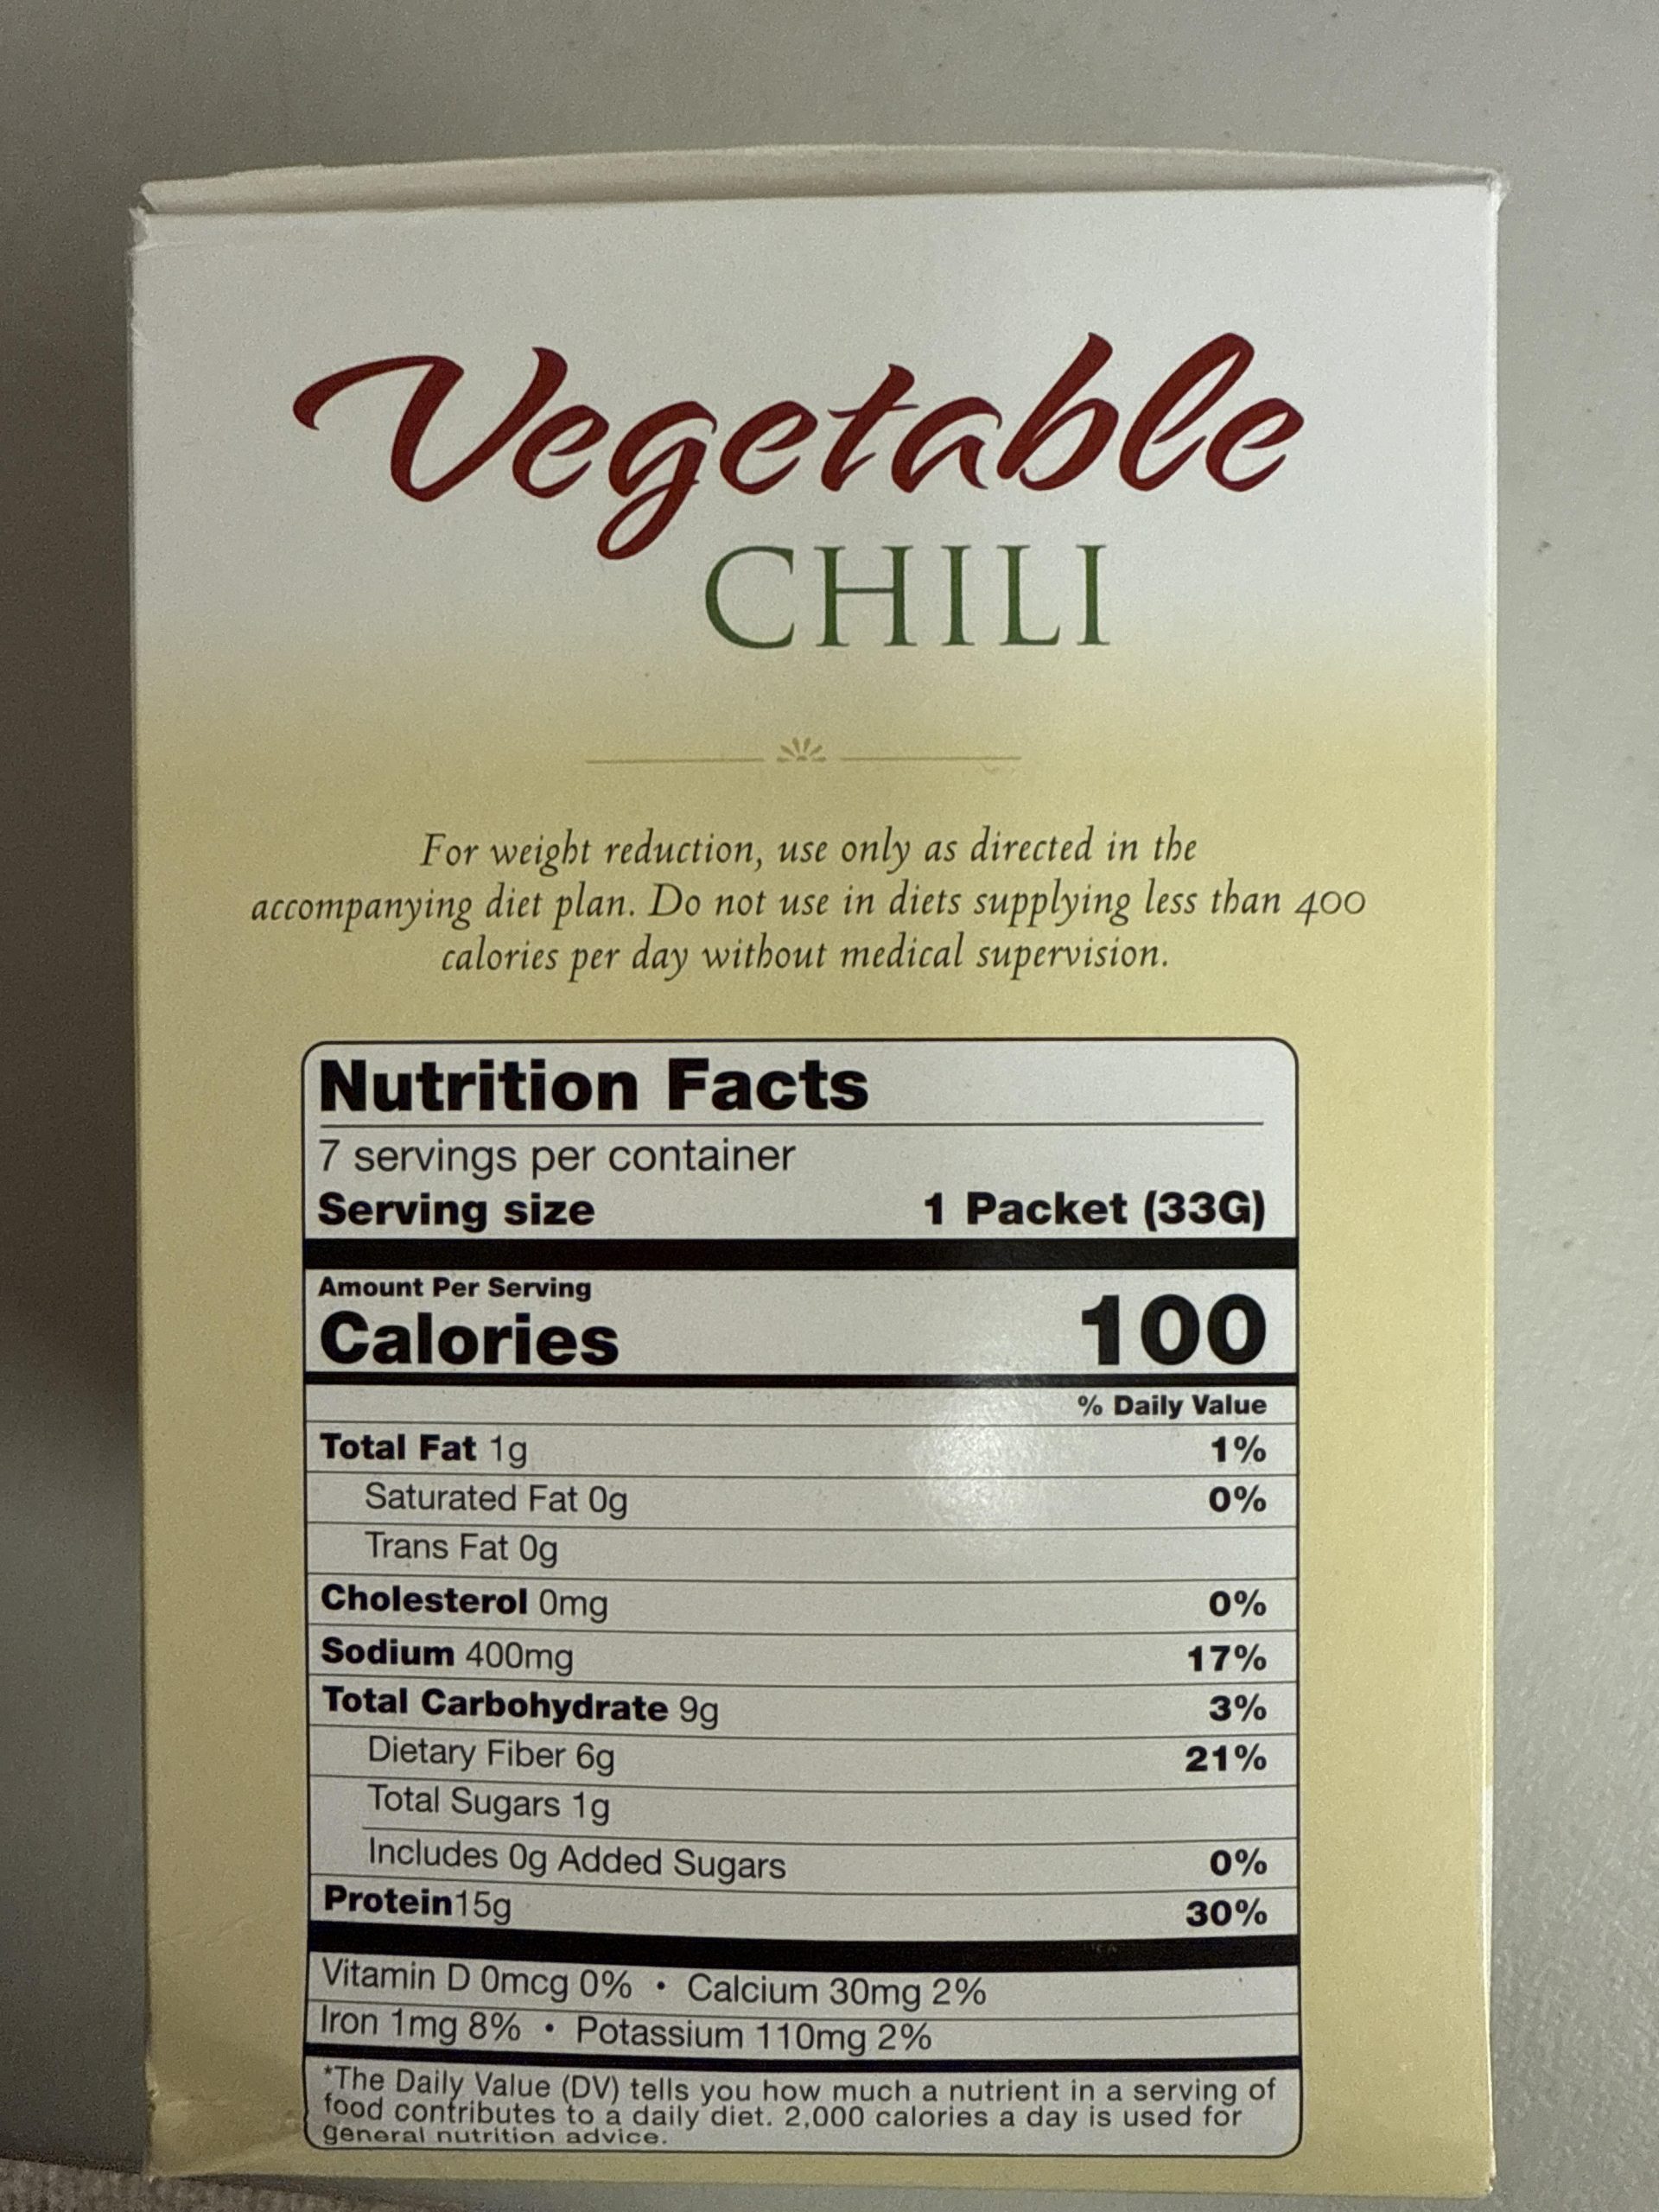 Vegetable
CHILI
For weight reduction, use only as directed in the
accompanying diet plan. Do not use in diets supplying less than 400
calories per day without medical supervision.
Nutrition Facts
7 servings per container
Serving size 1 Packet (33G)
Amount Per Serving
Calories 100
% Daily Value
Total Fat 1g 1%
Saturated Fat 0g 0%
Trans Fat 0g
Cholesterol 0mg 0%
Sodium 400mg 17%
Total Carbohydrate 9g 3%
Dietary Fiber 6g 21%
Total Sugars 1g
Includes 0g Added Sugars 0%
Protein15g 30%
Vitamin D 0mcg 0% • Calcium 30mg 2%
Iron 1mg 8% • Potassium 110mg 2%
*The Daily Value (DV) tells you how much a nutrient in a serving of
food contributes to a daily diet. 2,000 calories a day is used for
general nutrition advice.